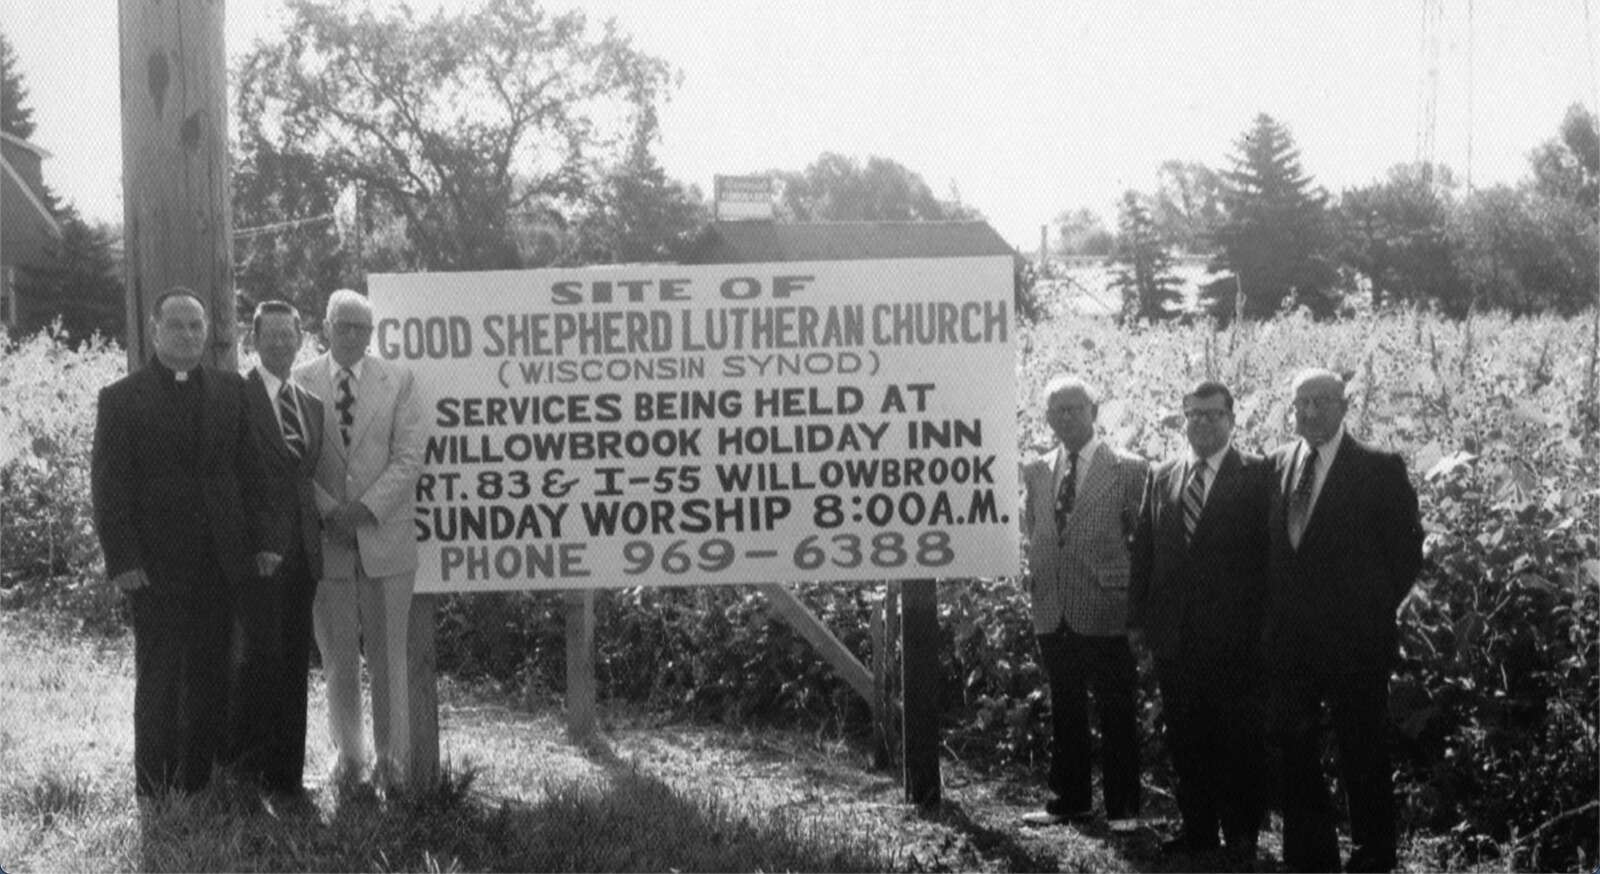 SITE OF
GOOD SHEPHERD LUTHERAN CHURCH
(WISCONSIN SYNOD)
SERVICES BEING HELD AT
WILLOWBROOK HOLIDAY INN
RT. 83 & I-55 WILLOWBROOK
SUNDAY WORSHIP 8:00A.M.
PHONE 969-6388